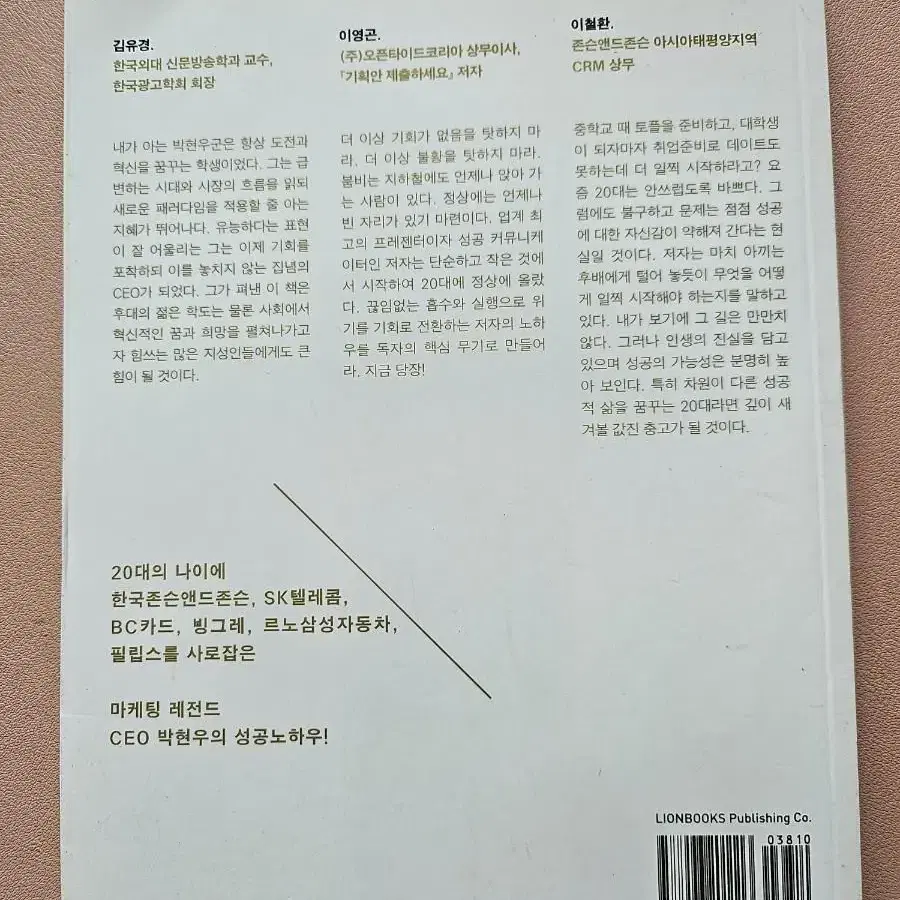 김유경.
한국외대 신문방송학과 교수,
한국광고학회 회장
내가 아는 박현우군은 항상 도전과
혁신을 꿈꾸는 학생이었다. 그는 급
변하는 시대와 시장의 흐름을 읽되
새로운 패러다임을 적용할 줄 아는
지혜가 뛰어나다. 유능하다는 표현
이 잘 어울리는 그는 이제 기회를
포착하되 이를 놓치지 않는 집념의
CEO가 되었다. 그가 펴낸 이 책은
후대의 젊은 학도는 물론 사회에서
혁신적인 꿈과 희망을 펼쳐나가고
자 힘쓰는 많은 지성인들에게도 큰
힘이 될 것이다.
이영곤.
(주)오픈타이드코리아 상무이사,
『기획안 제출하세요』 저자
더 이상 기회가 없음을 탓하지 마
라. 더 이상 불황을 탓하지 마라.
붐비는 지하철에도 언제나 앉아 가
는 사람이 있다. 정상에는 언제나
빈 자리가 있기 마련이다. 업계 최
고의 프레젠터이자 성공 커뮤니케
이터인 저자는 단순하고 작은 것에
서 시작하여 20대에 정상에 올랐
다. 끊임없는 흡수와 실행으로 위
기를 기회로 전환하는 저자의 노하
우를 독자의 핵심 무기로 만들어
라. 지금 당장!
이철환.
존슨앤드존슨 아시아태평양지역
CRM 상무
중학교 때 토플을 준비하고, 대학생
이 되자마자 취업준비로 데이트도
못하는데 더 일찍 시작하라고? 요
즘 20대는 안쓰럽도록 바쁘다. 그
럼에도 불구하고 문제는 점점 성공
에 대한 자신감이 약해져 간다는 현
실일 것이다. 저자는 마치 아끼는
후배에게 털어 놓듯이 무엇을 어떻
게 일찍 시작해야 하는지를 말하고
있다. 내가 보기에 그 길은 만만치
않다. 그러나 인생의 진실을 담고
있으며 성공의 가능성은 분명히 높
아 보인다. 특히 차원이 다른 성공
적 삶을 꿈꾸는 20대라면 깊이 새
겨볼 값진 충고가 될 것이다.
20대의 나이에
한국존슨앤드존슨, SK텔레콤,
BC카드, 빙그레, 르노삼성자동차,
필립스를 사로잡은
마케팅 레전드
CEO 박현우의 성공노하우!
LIONBOOKS Publishing Co.
03810